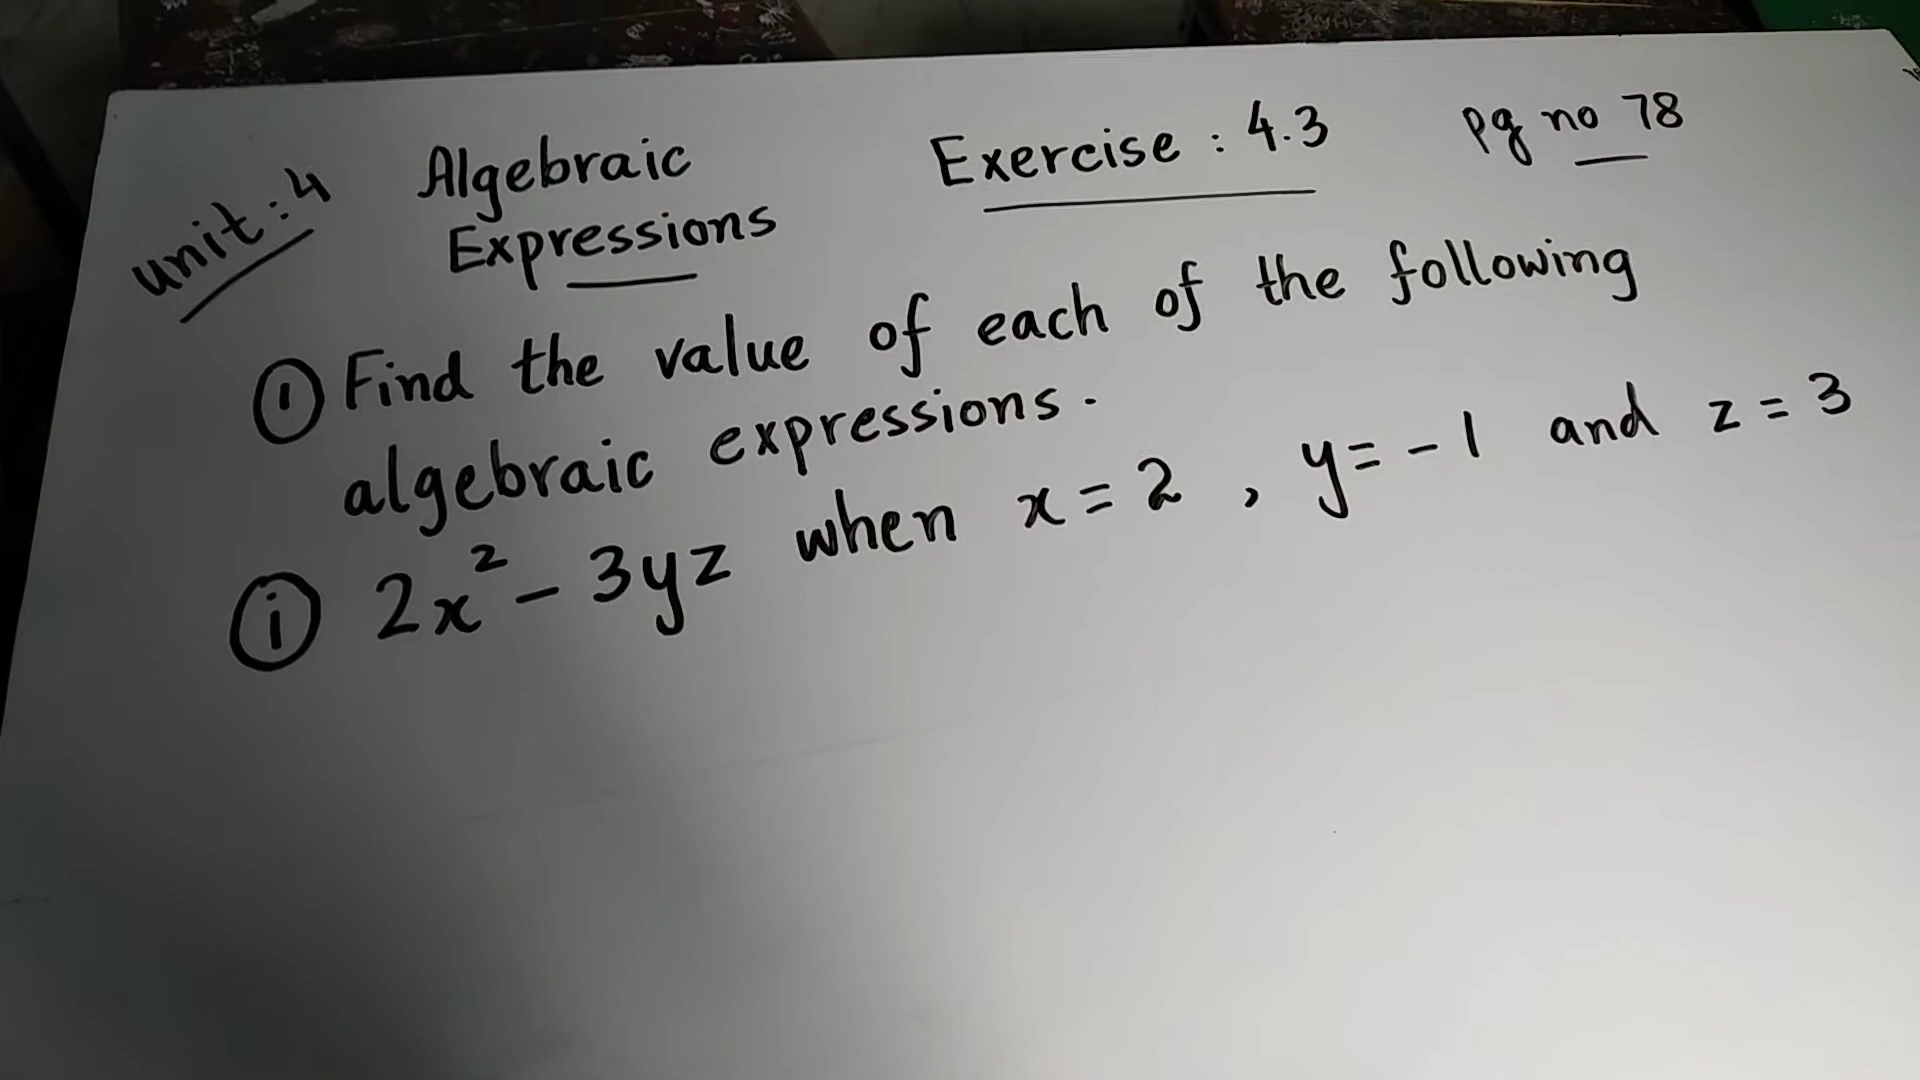 unit:4 Algebraic Expressions Exercise : 4.3 pg no 78
① Find the value of each of the following
algebraic expressions.
ⓘ 2x² - 3yz when x = 2 , y = -1 and z = 3